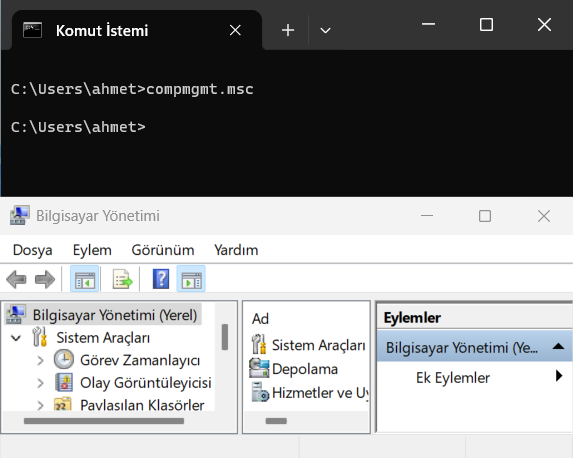 Komut İstemi
C:\Users\ahmet>compmgmt.msc
C:\Users\ahmet>
Bilgisayar Yönetimi
Dosya Eylem Görünüm Yardım
Bilgisayar Yönetimi (Yerel)
Sistem Araçları
Görev Zamanlayıcı
Olay Görüntüleyicisi
Paylaşılan Klasörler
Ad
Sistem Araçları
Depolama
Hizmetler ve Uy
Eylemler
Bilgisayar Yönetimi (Ye...
Ek Eylemler